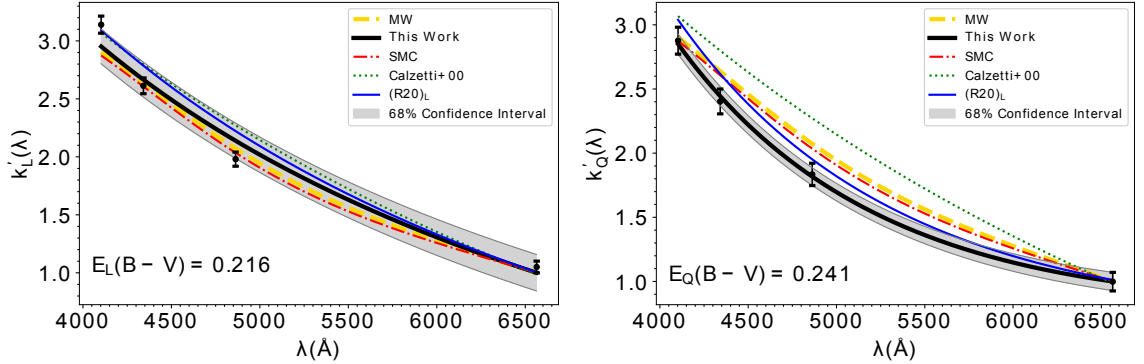 MW
This Work
SMC
Calzetti+00
(R20)L
68% Confidence Interval
3.0
2.5
2.0
1.5
1.0
k'L(λ)
EL(B − V) = 0.216
4000 4500 5000 5500 6000 6500
λ(Å)
MW
This Work
SMC
Calzetti+00
(R20)L
68% Confidence Interval
3.0
2.5
2.0
1.5
1.0
k'Q(λ)
EQ(B − V) = 0.241
4000 4500 5000 5500 6000 6500
λ(Å)